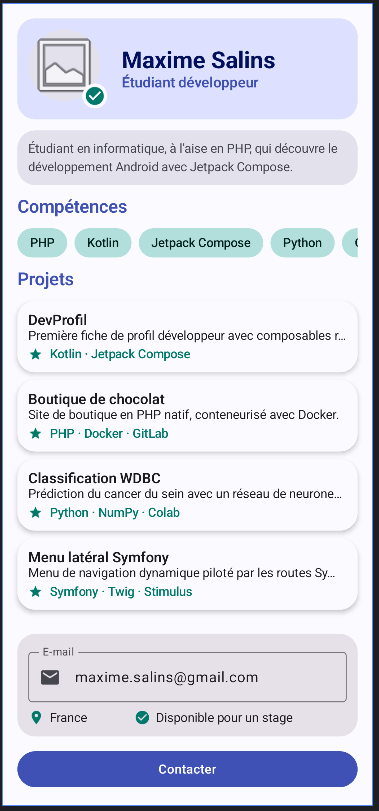 Maxime Salins
Étudiant développeur
Étudiant en informatique, à l'aise en PHP, qui découvre le
développement Android avec Jetpack Compose.
Compétences
PHP Kotlin Jetpack Compose Python
Projets
DevProfil
Première fiche de profil développeur avec composables r...
Kotlin · Jetpack Compose
Boutique de chocolat
Site de boutique en PHP natif, conteneurisé avec Docker.
PHP · Docker · GitLab
Classification WDBC
Prédiction du cancer du sein avec un réseau de neurone...
Python · NumPy · Colab
Menu latéral Symfony
Menu de navigation dynamique piloté par les routes Sy...
Symfony · Twig · Stimulus
E-mail
maxime.salins@gmail.com
France Disponible pour un stage
Contacter